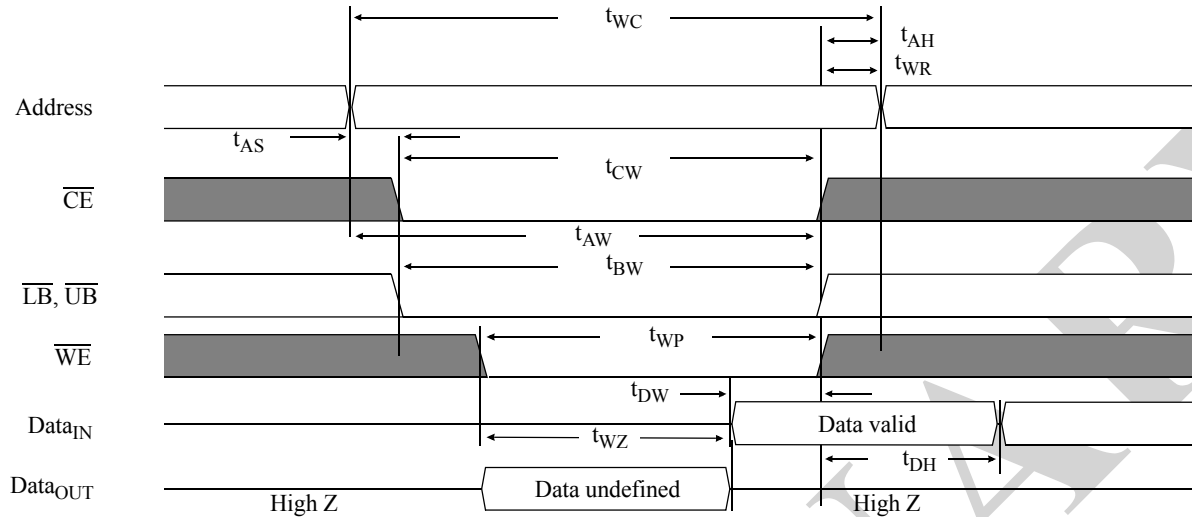 tWC
tAH
tWR
Address
tAS
tCW
CE
tAW
tBW
LB, UB
tWP
WE
tDW
DataIN
Data valid
tWZ
tDH
DataOUT
Data undefined
High Z
High Z